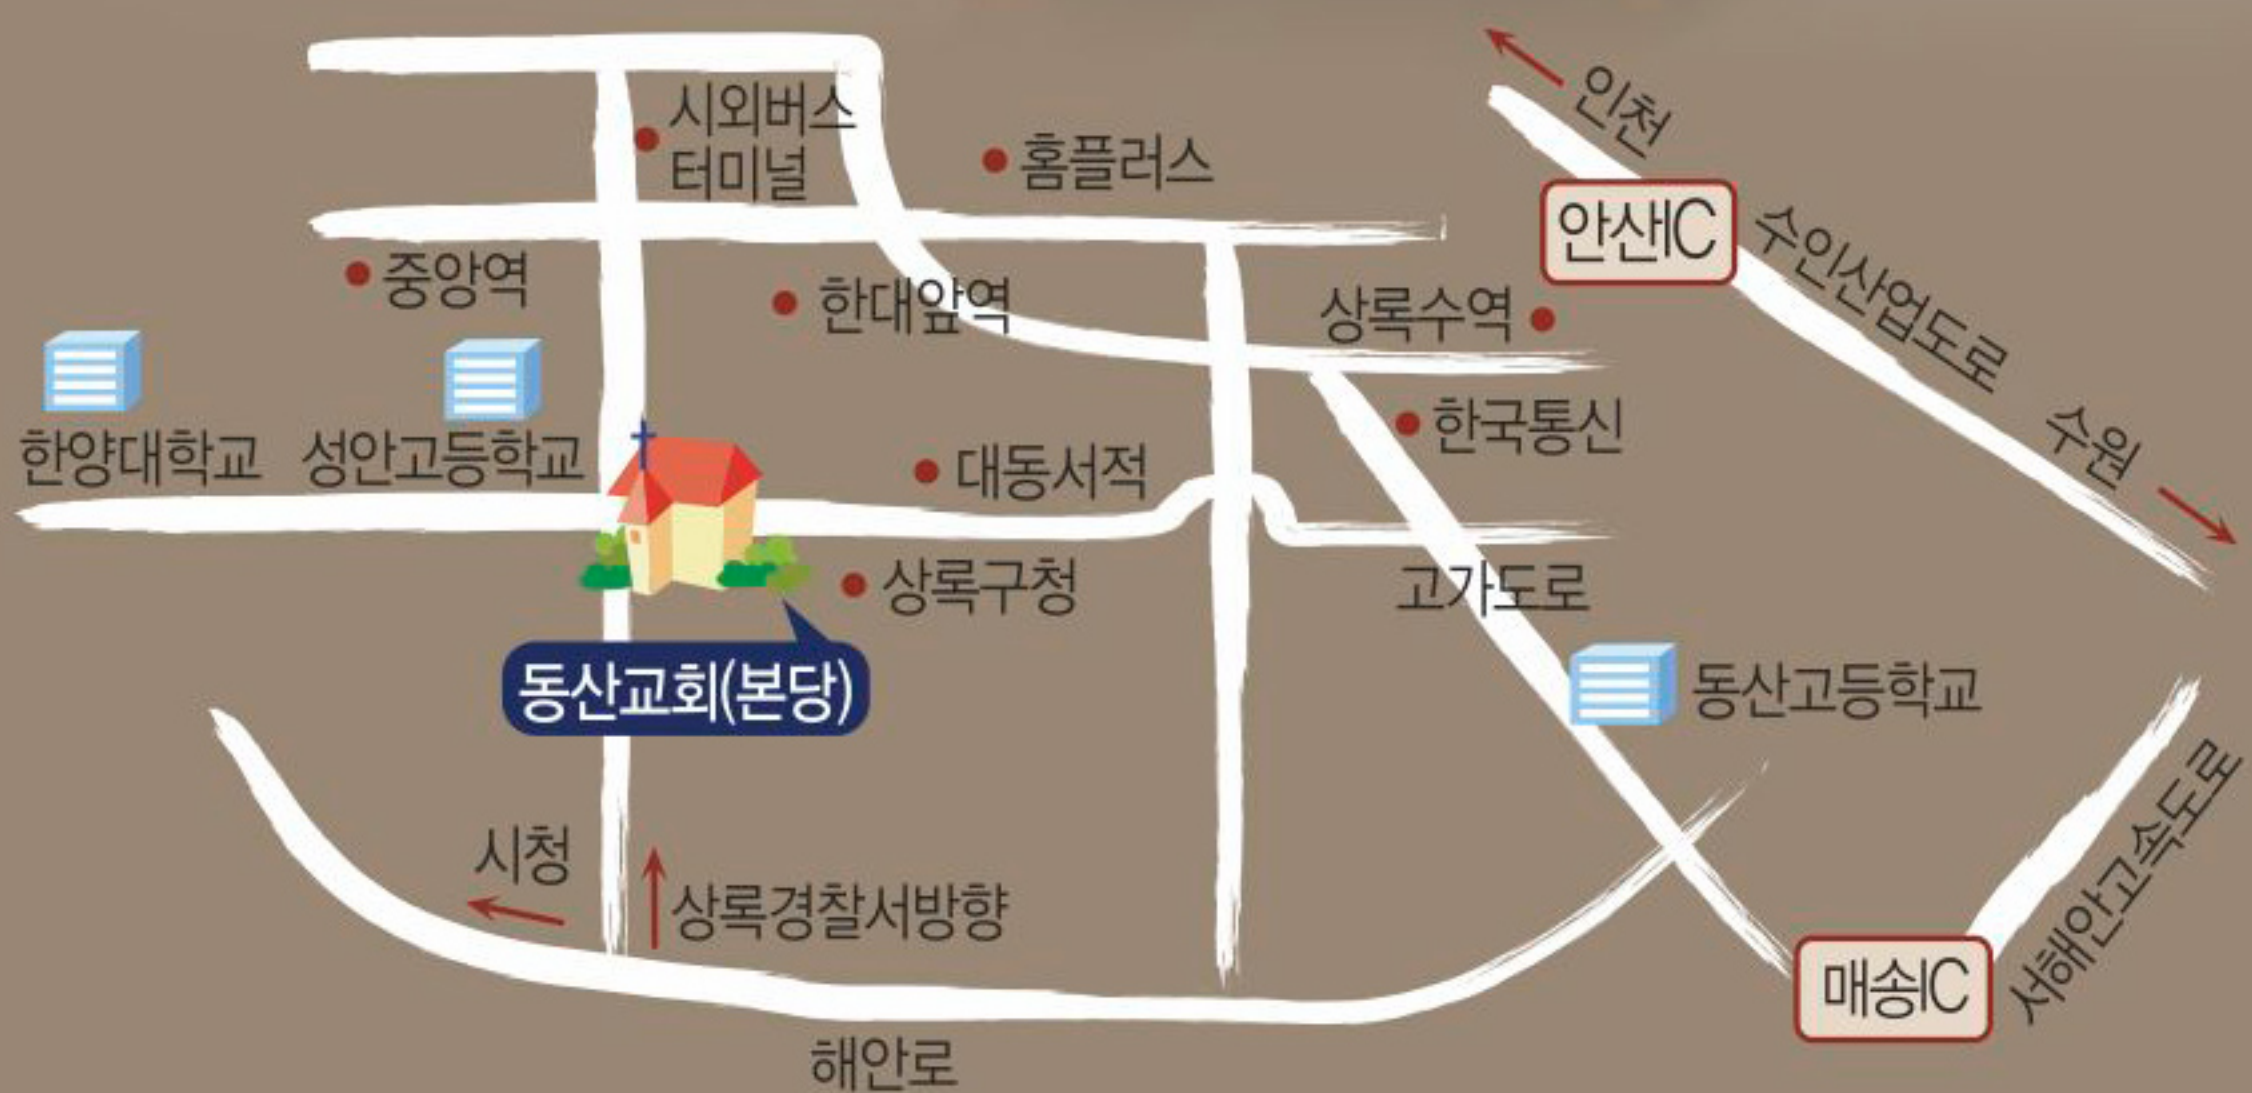 인천
시외버스
터미널
홈플러스
안산IC
수인산업도로
중앙역
한대앞역
상록수역
한양대학교
성안고등학교
대동서적
한국통신
수원
상록구청
고가도로
동산교회(본당)
동산고등학교
시청
상록경찰서방향
매송IC
서해안고속도로
해안로